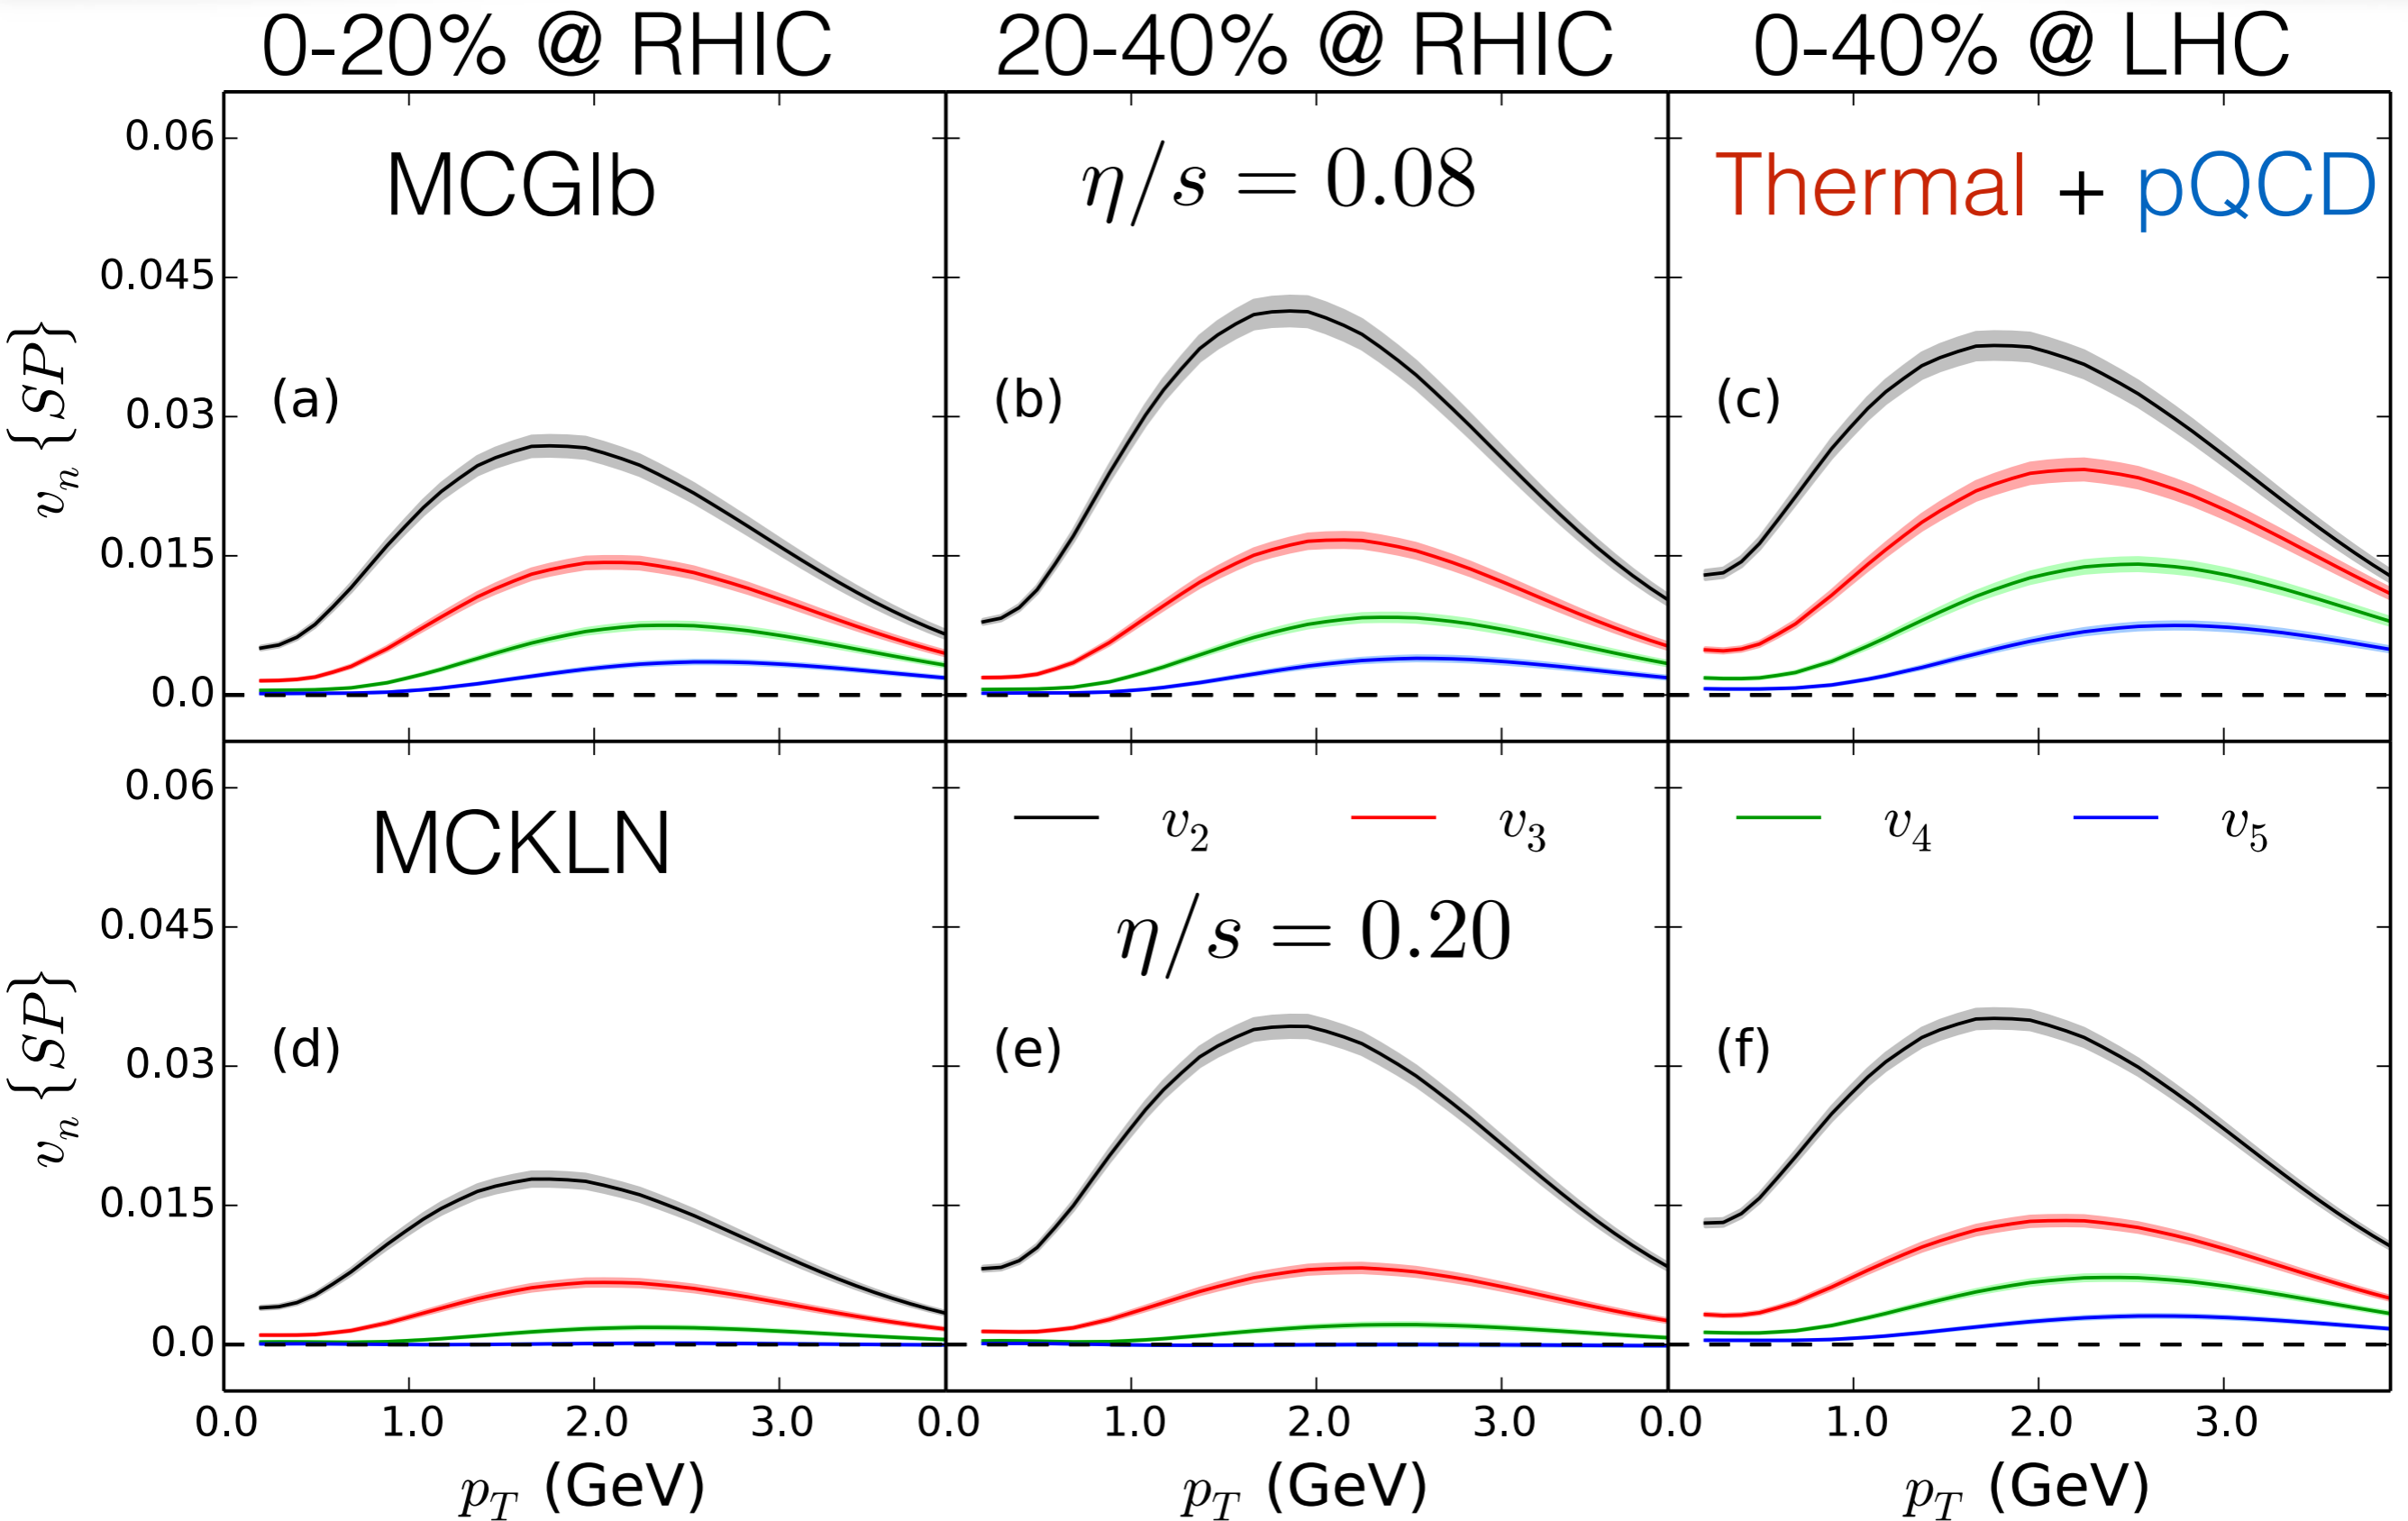 0-20% @ RHIC 20-40% @ RHIC 0-40% @ LHC
0.06
MCGlb η/s = 0.08 Thermal + pQCD
0.045
v_n {SP}
(a) (b) (c)
0.03
0.015
0.0
0.06
MCKLN v_2 v_3 v_4 v_5
η/s = 0.20
0.045
v_n {SP}
(d) (e) (f)
0.03
0.015
0.0
0.0 1.0 2.0 3.0 0.0 1.0 2.0 3.0 0.0 1.0 2.0 3.0
p_T (GeV) p_T (GeV) p_T (GeV)